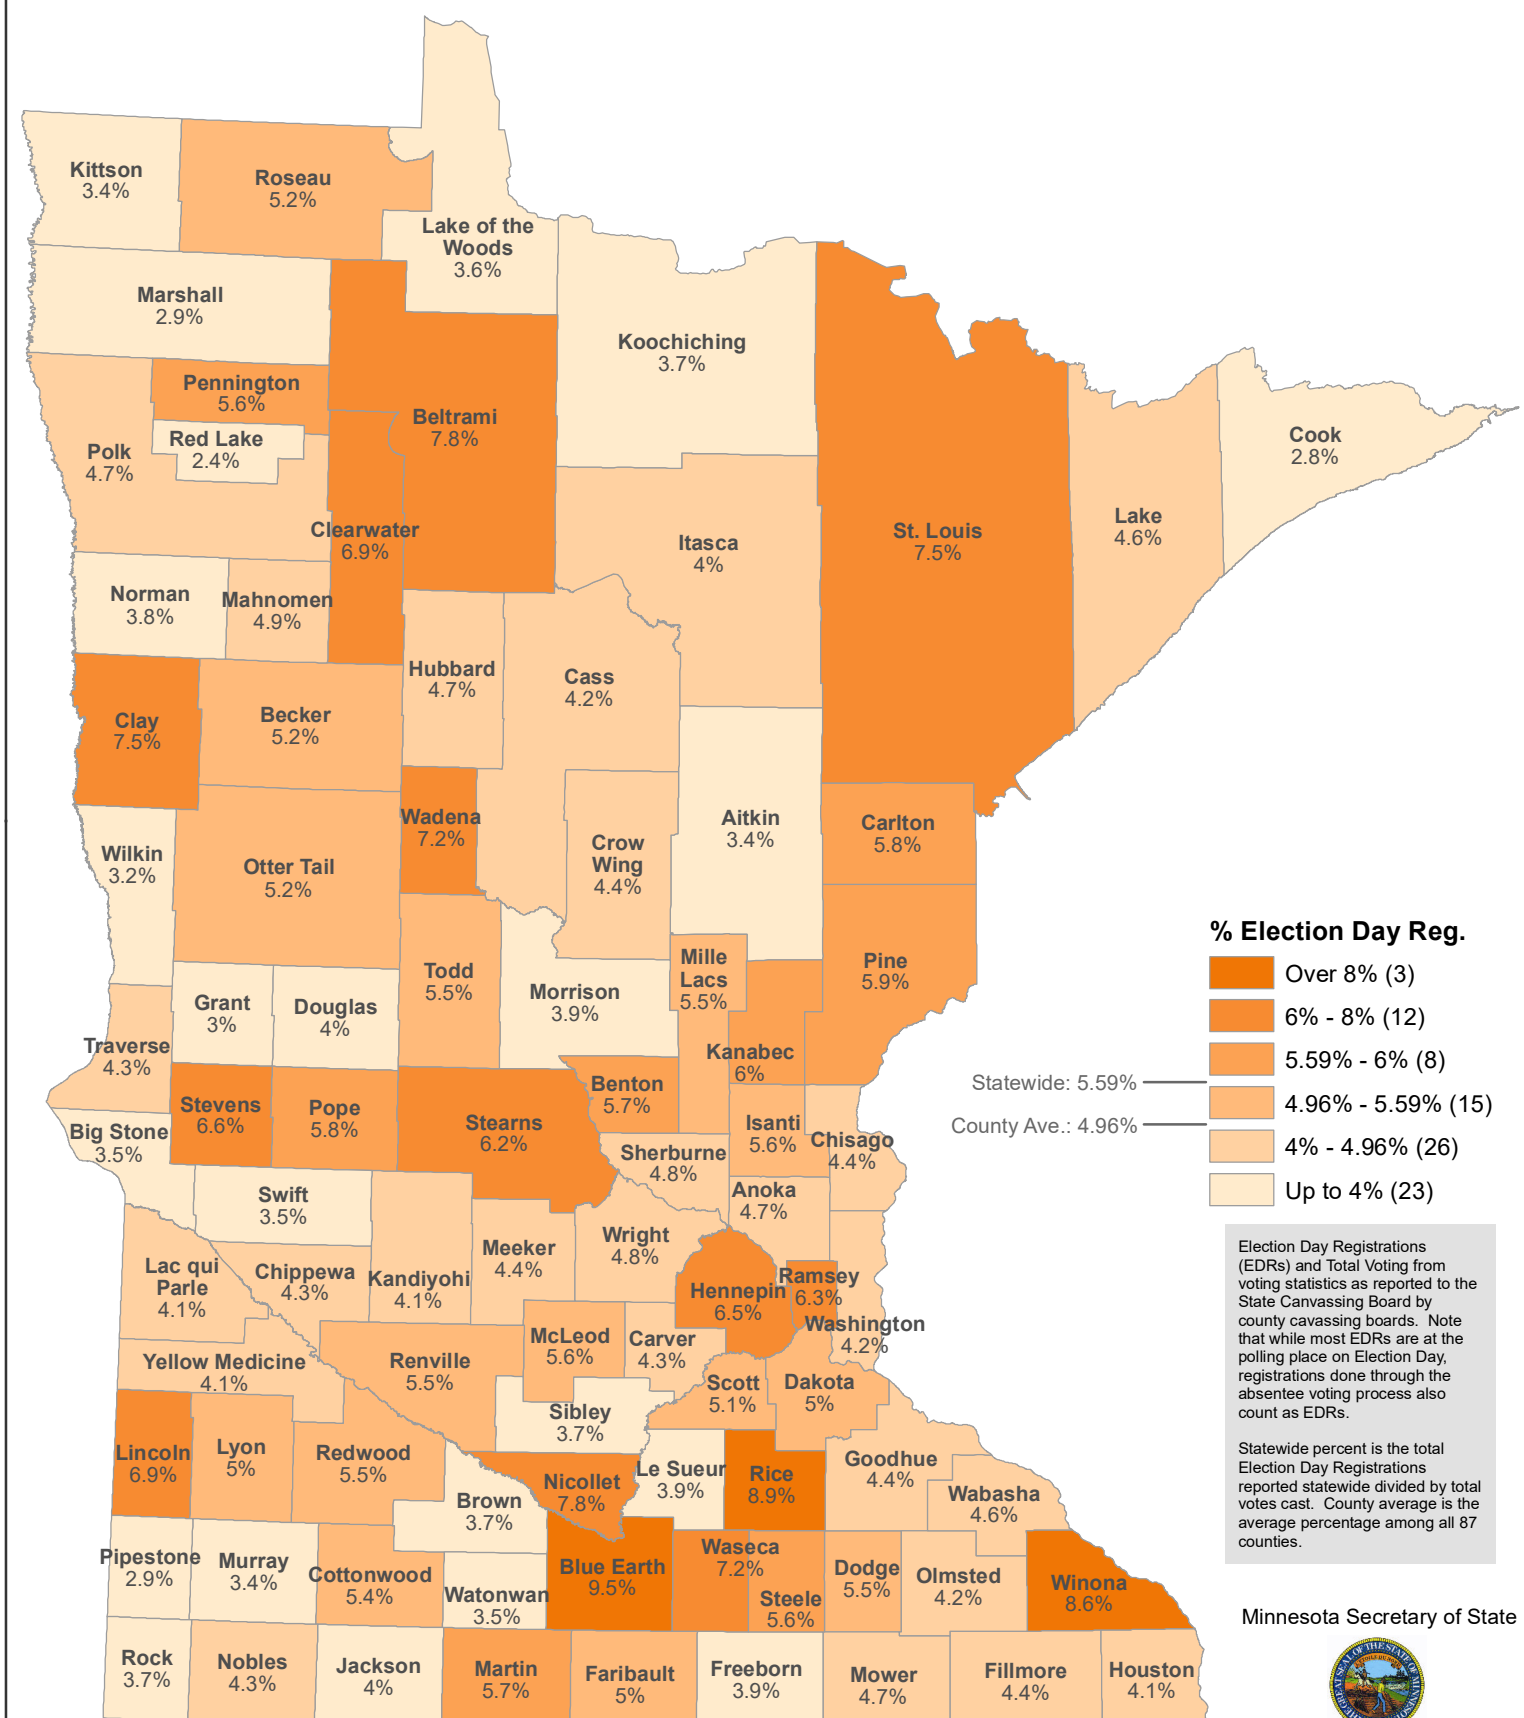 Kittson
3.4%
Roseau
5.2%
Lake of the
Woods
3.6%
Marshall
2.9%
Koochiching
3.7%
Pennington
5.6%
Beltrami
7.8%
Red Lake
2.4%
Polk
4.7%
Cook
2.8%
Clearwater
6.9%
Itasca
4%
St. Louis
7.5%
Lake
4.6%
Norman
3.8%
Mahnomen
4.9%
Hubbard
4.7%
Cass
4.2%
Clay
7.5%
Becker
5.2%
Wadena
7.2%
Crow
Wing
4.4%
Aitkin
3.4%
Carlton
5.8%
Wilkin
3.2%
Otter Tail
5.2%
Todd
5.5%
Morrison
3.9%
Mille
Lacs
5.5%
Pine
5.9%
Grant
3%
Douglas
4%
Traverse
4.3%
Kanabec
6%
Benton
5.7%
Stevens
6.6%
Pope
5.8%
Stearns
6.2%
Isanti
5.6%
Chisago
4.4%
Big Stone
3.5%
Sherburne
4.8%
Swift
3.5%
Anoka
4.7%
Wright
4.8%
Meeker
4.4%
Lac qui
Parle
4.1%
Chippewa
4.3%
Kandiyohi
4.1%
Hennepin
6.5%
Ramsey
6.3%
Washington
4.2%
McLeod
5.6%
Carver
4.3%
Yellow Medicine
4.1%
Renville
5.5%
Scott
5.1%
Dakota
5%
Sibley
3.7%
Lincoln
6.9%
Lyon
5%
Redwood
5.5%
Nicollet
7.8%
Le Sueur
3.9%
Rice
8.9%
Goodhue
4.4%
Wabasha
4.6%
Brown
3.7%
Pipestone
2.9%
Murray
3.4%
Cottonwood
5.4%
Watonwan
3.5%
Blue Earth
9.5%
Waseca
7.2%
Steele
5.6%
Dodge
5.5%
Olmsted
4.2%
Winona
8.6%
Rock
3.7%
Nobles
4.3%
Jackson
4%
Martin
5.7%
Faribault
5%
Freeborn
3.9%
Mower
4.7%
Fillmore
4.4%
Houston
4.1%
% Election Day Reg.
Over 8% (3)
6% - 8% (12)
5.59% - 6% (8)
Statewide: 5.59%
4.96% - 5.59% (15)
County Ave.: 4.96%
4% - 4.96% (26)
Up to 4% (23)
Election Day Registrations
(EDRs) and Total Voting from
voting statistics as reported to the
State Canvassing Board by
county cavassing boards. Note
that while most EDRs are at the
polling place on Election Day,
registrations done through the
absentee voting process also
count as EDRs.
Statewide percent is the total
Election Day Registrations
reported statewide divided by total
votes cast. County average is the
average percentage among all 87
counties.
Minnesota Secretary of State